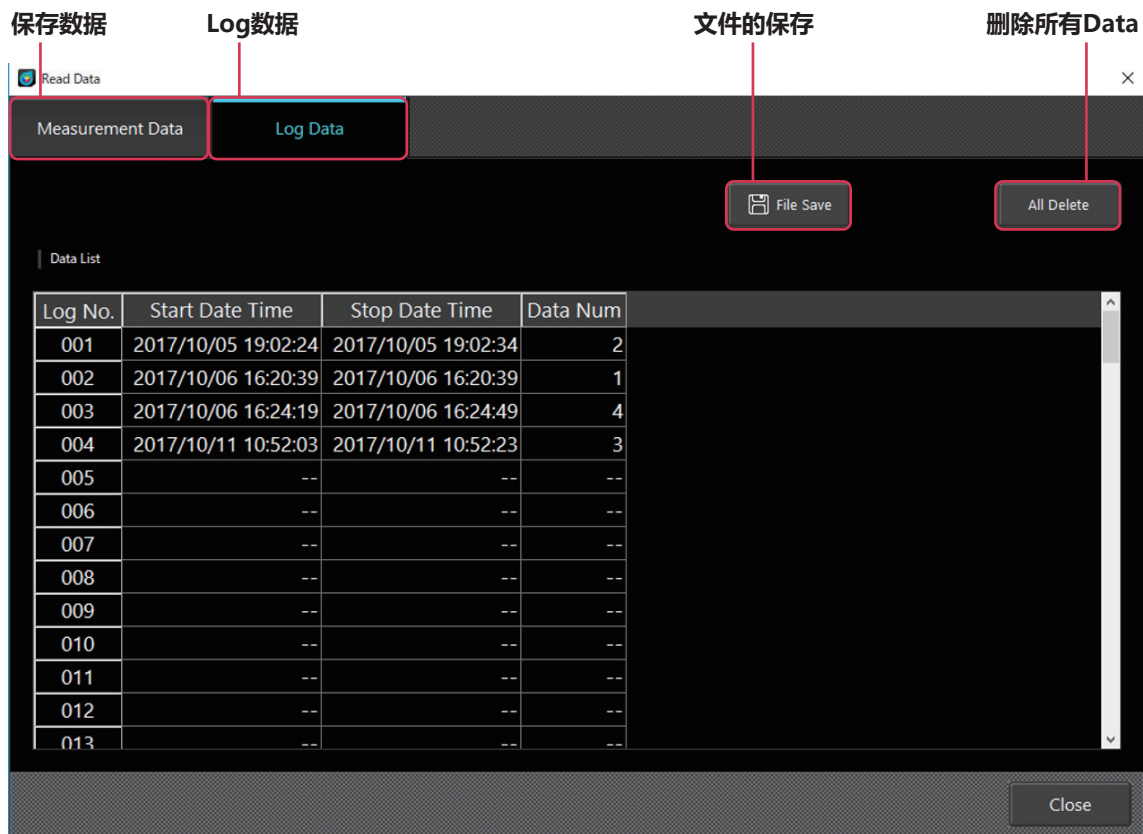 保存数据 Log数据 文件的保存 删除所有Data
Read Data
Measurement Data Log Data
File Save All Delete
Data List
Log No. Start Date Time Stop Date Time Data Num
001 2017/10/05 19:02:24 2017/10/05 19:02:34 2
002 2017/10/06 16:20:39 2017/10/06 16:20:39 1
003 2017/10/06 16:24:19 2017/10/06 16:24:49 4
004 2017/10/11 10:52:03 2017/10/11 10:52:23 3
005 -- -- --
006 -- -- --
007 -- -- --
008 -- -- --
009 -- -- --
010 -- -- --
011 -- -- --
012 -- -- --
013 -- -- --
Close